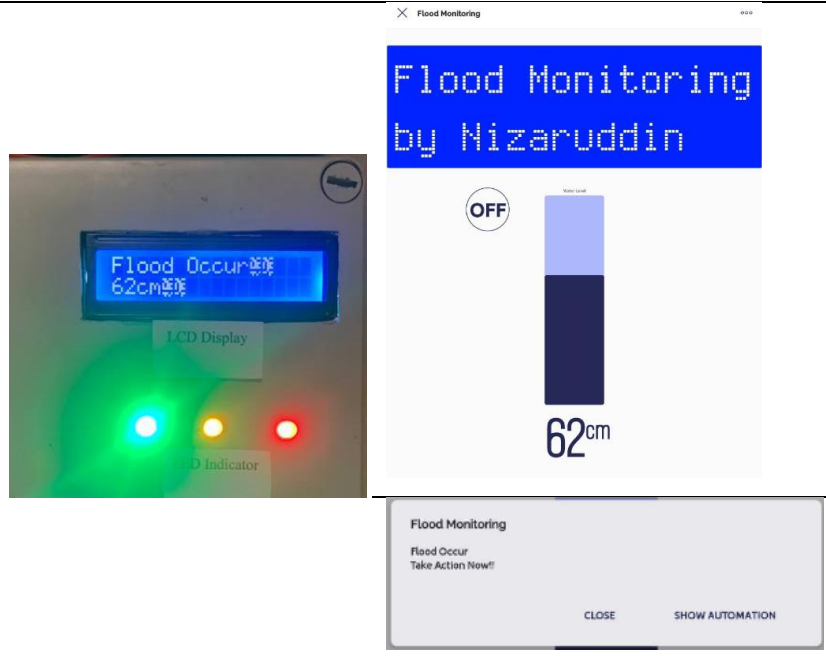 Flood Occur
62cm
LCD Display
LED Indicator
Flood Monitoring
Flood Monitoring
by Nizaruddin
Water Level
OFF
62cm
Flood Monitoring
Flood Occur
Take Action Now!!
CLOSE
SHOW AUTOMATION